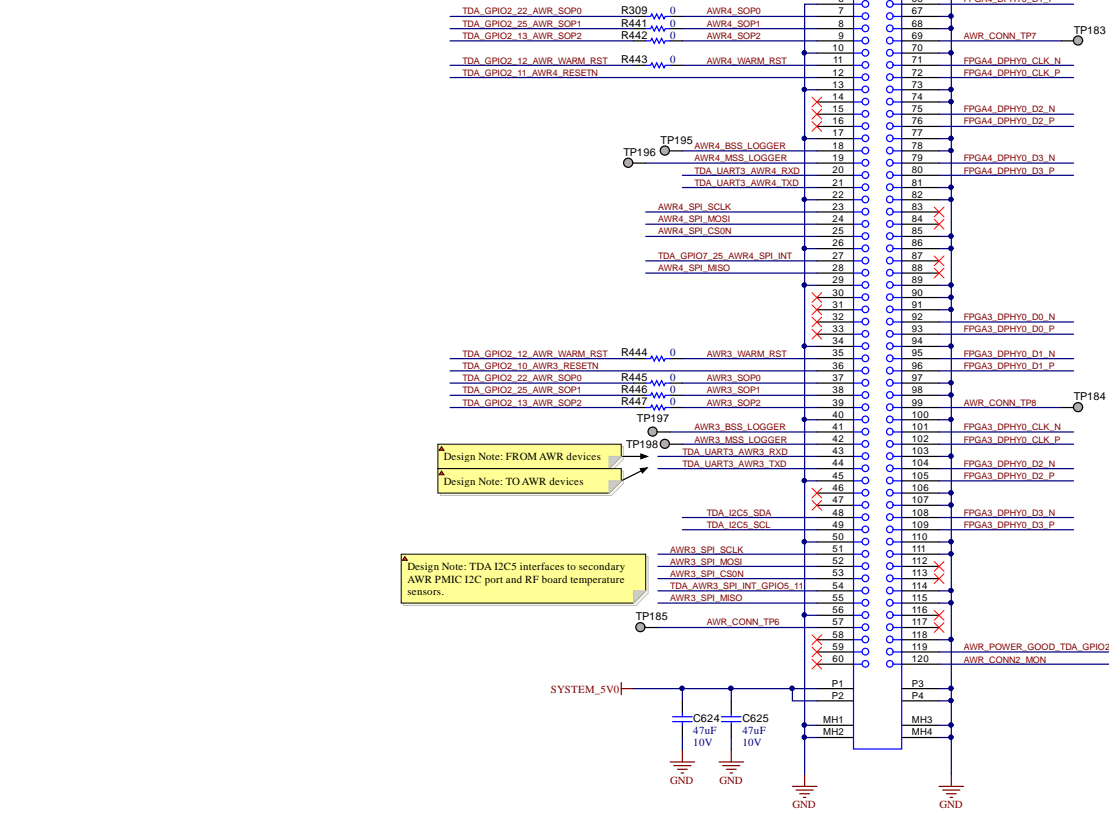 FPGA4_DPHY0_D1_P
TDA_GPIO2_22_AWR_SOP0 R309 0 AWR4_SOP0 7 67
TDA_GPIO2_25_AWR_SOP1 R441 0 AWR4_SOP1 8 68
TDA_GPIO2_13_AWR_SOP2 R442 0 AWR4_SOP2 9 69 AWR_CONN_TP7 TP183
10 70
TDA_GPIO2_12_AWR_WARM_RST R443 0 AWR4_WARM_RST 11 71 FPGA4_DPHY0_CLK_N
TDA_GPIO2_11_AWR4_RESETN 12 72 FPGA4_DPHY0_CLK_P
13 73
14 74
15 75 FPGA4_DPHY0_D2_N
16 76 FPGA4_DPHY0_D2_P
17 77
TP195 AWR4_BSS_LOGGER 18 78
TP196 AWR4_MSS_LOGGER 19 79 FPGA4_DPHY0_D3_N
TDA_UART3_AWR4_RXD 20 80 FPGA4_DPHY0_D3_P
TDA_UART3_AWR4_TXD 21 81
22 82
AWR4_SPI_SCLK 23 83
AWR4_SPI_MOSI 24 84
AWR4_SPI_CS0N 25 85
26 86
TDA_GPIO7_25_AWR4_SPI_INT 27 87
AWR4_SPI_MISO 28 88
29 89
30 90
31 91
32 92 FPGA3_DPHY0_D0_N
33 93 FPGA3_DPHY0_D0_P
34 94
TDA_GPIO2_12_AWR_WARM_RST R444 0 AWR3_WARM_RST 35 95 FPGA3_DPHY0_D1_N
TDA_GPIO2_10_AWR3_RESETN 36 96 FPGA3_DPHY0_D1_P
TDA_GPIO2_22_AWR_SOP0 R445 0 AWR3_SOP0 37 97
TDA_GPIO2_25_AWR_SOP1 R446 0 AWR3_SOP1 38 98
TDA_GPIO2_13_AWR_SOP2 R447 0 AWR3_SOP2 39 99 AWR_CONN_TP8 TP184
40 100
TP197 AWR3_BSS_LOGGER 41 101 FPGA3_DPHY0_CLK_N
TP198 AWR3_MSS_LOGGER 42 102 FPGA3_DPHY0_CLK_P
Design Note: FROM AWR devices TDA_UART3_AWR3_RXD 43 103
TDA_UART3_AWR3_TXD 44 104 FPGA3_DPHY0_D2_N
Design Note: TO AWR devices 45 105 FPGA3_DPHY0_D2_P
46 106
47 107
TDA_I2C5_SDA 48 108 FPGA3_DPHY0_D3_N
TDA_I2C5_SCL 49 109 FPGA3_DPHY0_D3_P
50 110
AWR3_SPI_SCLK 51 111
Design Note: TDA I2C5 interfaces to secondary
AWR PMIC I2C port and RF board temperature
sensors.
AWR3_SPI_MOSI 52 112
AWR3_SPI_CS0N 53 113
TDA_AWR3_SPI_INT_GPIO5_11 54 114
AWR3_SPI_MISO 55 115
56 116
TP185 AWR_CONN_TP6 57 117
58 118
59 119 AWR_POWER_GOOD_TDA_GPIO2
60 120 AWR_CONN2_MON
SYSTEM_5V0 P1 P3
P2 P4
C624 C625 MH1 MH3
47uF 47uF MH2 MH4
10V 10V
GND GND
GND GND